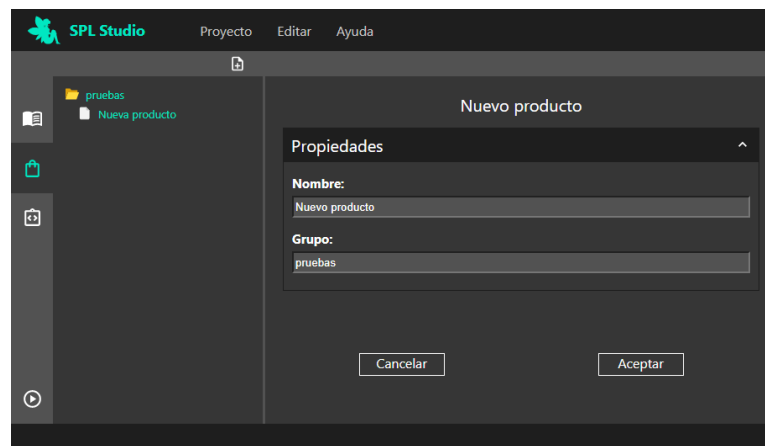 SPL Studio Proyecto Editar Ayuda
pruebas
Nueva producto
Nuevo producto
Propiedades
Nombre:
Nuevo producto
Grupo:
pruebas
Cancelar Aceptar